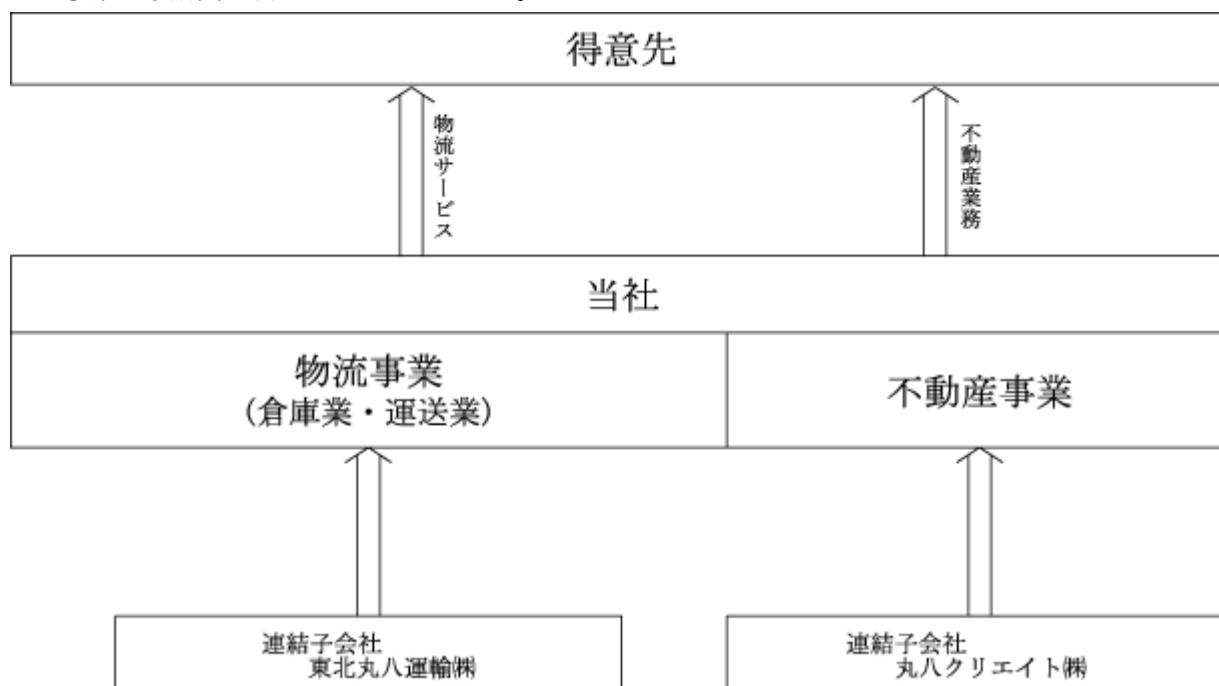 得意先
物流サービス
不動産業務
当社
物流事業
(倉庫業・運送業)
不動産事業
連結子会社
東北丸八運輸㈱
連結子会社
丸八クリエイト㈱